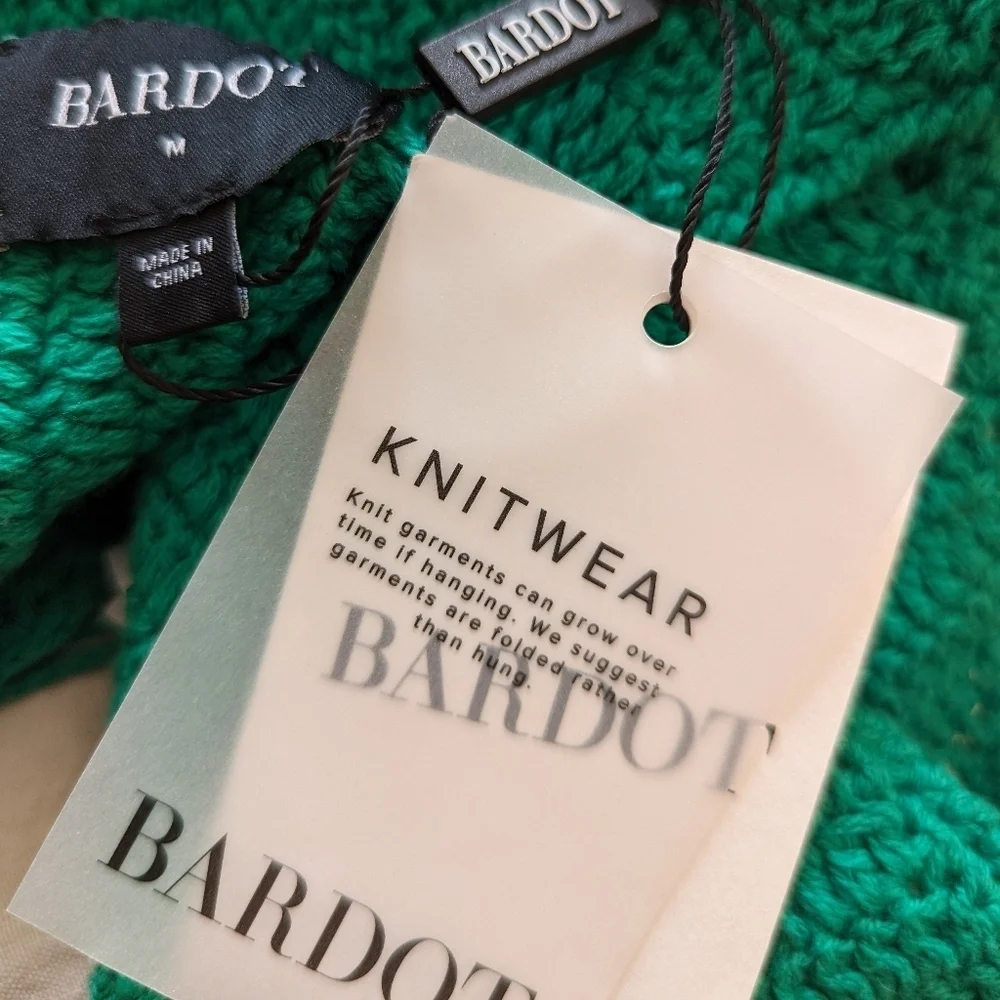 BARDOT
M
MADE IN
CHINA
BARDOT
KNITWEAR
Knit garments can grow over
time if hanging. We suggest
garments are folded rather
than hung.
BARDOT
BARDOT